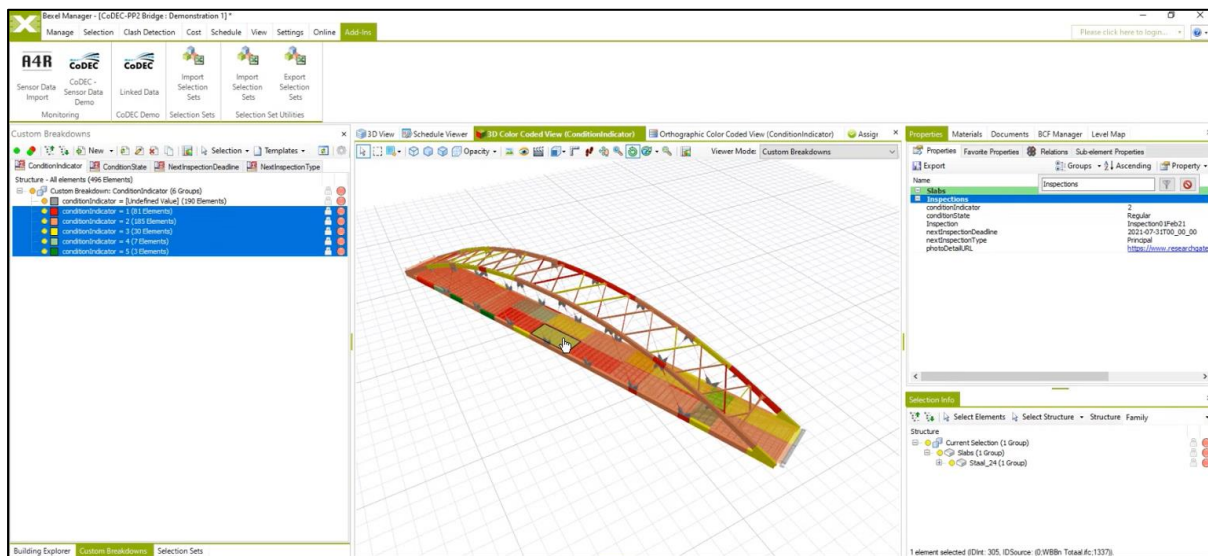 Bexel Manager - [CoDEC-PP2 Bridge : Demonstration 1] *
Manage Selection Clash Detection Cost Schedule View Settings Online Add-Ins
Please click here to login...
A4R CoDEC CoDEC Import Import Export
Sensor Data CoDEC - Linked Data Selection Selection Selection
Import Sensor Data Sets Sets Sets
Demo
Monitoring CoDEC Demo Selection Sets Selection Set Utilities
Custom Breakdowns
New Selection Templates
ConditionIndicator ConditionState NextInspectionDeadline NextInspectionType
Structure - All elements (496 Elements)
Custom Breakdown: ConditionIndicator (6 Groups)
conditionIndicator = [Undefined Value] (190 Elements)
conditionIndicator = 1 (81 Elements)
conditionIndicator = 2 (185 Elements)
conditionIndicator = 3 (30 Elements)
conditionIndicator = 4 (7 Elements)
conditionIndicator = 5 (3 Elements)
Building Explorer Custom Breakdowns Selection Sets
3D View Schedule Viewer 3D Color Coded View (ConditionIndicator) Orthographic Color Coded View (ConditionIndicator) Assign
Opacity Viewer Mode: Custom Breakdowns
Properties Materials Documents BCF Manager Level Map
Properties Favorite Properties Relations Sub-element Properties
Export Groups Ascending Property
Name
Inspections
Slabs
Inspections
conditionIndicator 2
conditionState Regular
Inspection Inspection01Feb21
nextInspectionDeadline 2021-07-31T00_00_00
nextInspectionType Principal
photoDetailURL https://www.researchgate
Selection Info
Select Elements Select Structure Structure Family
Structure
Current Selection (1 Group)
Slabs (1 Group)
Staal_24 (1 Group)
1 element selected (IDInt: 305, IDSource: (0;WBBn Totaal.ifc;1337)).